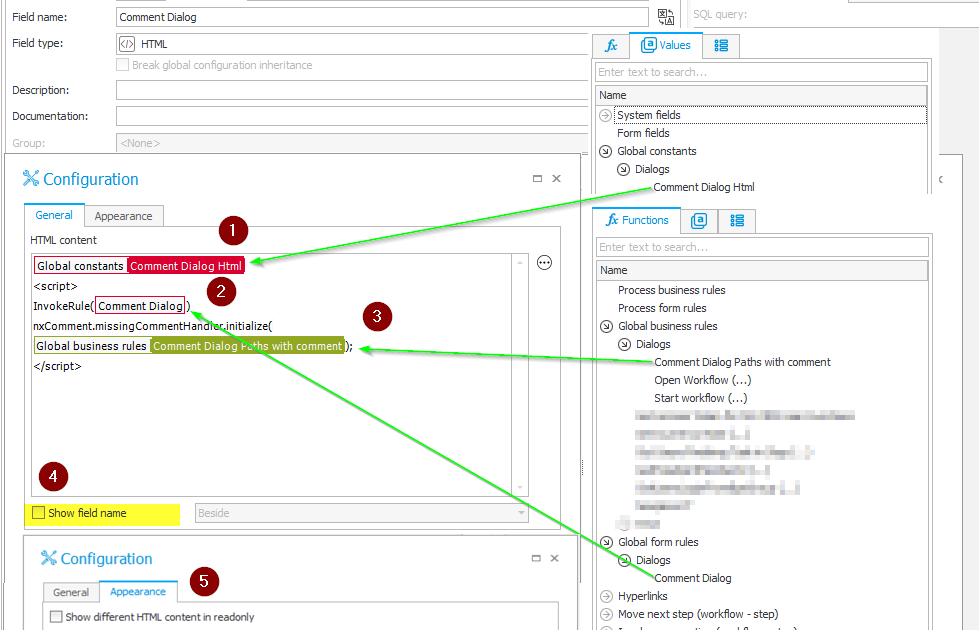 Field name:
Comment Dialog
SQL query:
Field type:
HTML
Values
Break global configuration inheritance
Enter text to search...
Description:
Name
System fields
Documentation:
Form fields
Group:
<None>
Global constants
Dialogs
Comment Dialog Html
Configuration
General
Appearance
HTML content
1
Global constants Comment Dialog Html
<script>
2
InvokeRule( Comment Dialog )
nxComment.missingCommentHandler.initialize(
3
Global business rules Comment Dialog Paths with comment );
</script>
4
Show field name
Beside
Configuration
General
Appearance
5
Show different HTML content in readonly
Functions
Enter text to search...
Name
Process business rules
Process form rules
Global business rules
Dialogs
Comment Dialog Paths with comment
Open Workflow (...)
Start workflow (...)
Global form rules
Dialogs
Comment Dialog
Hyperlinks
Move next step (workflow - step)